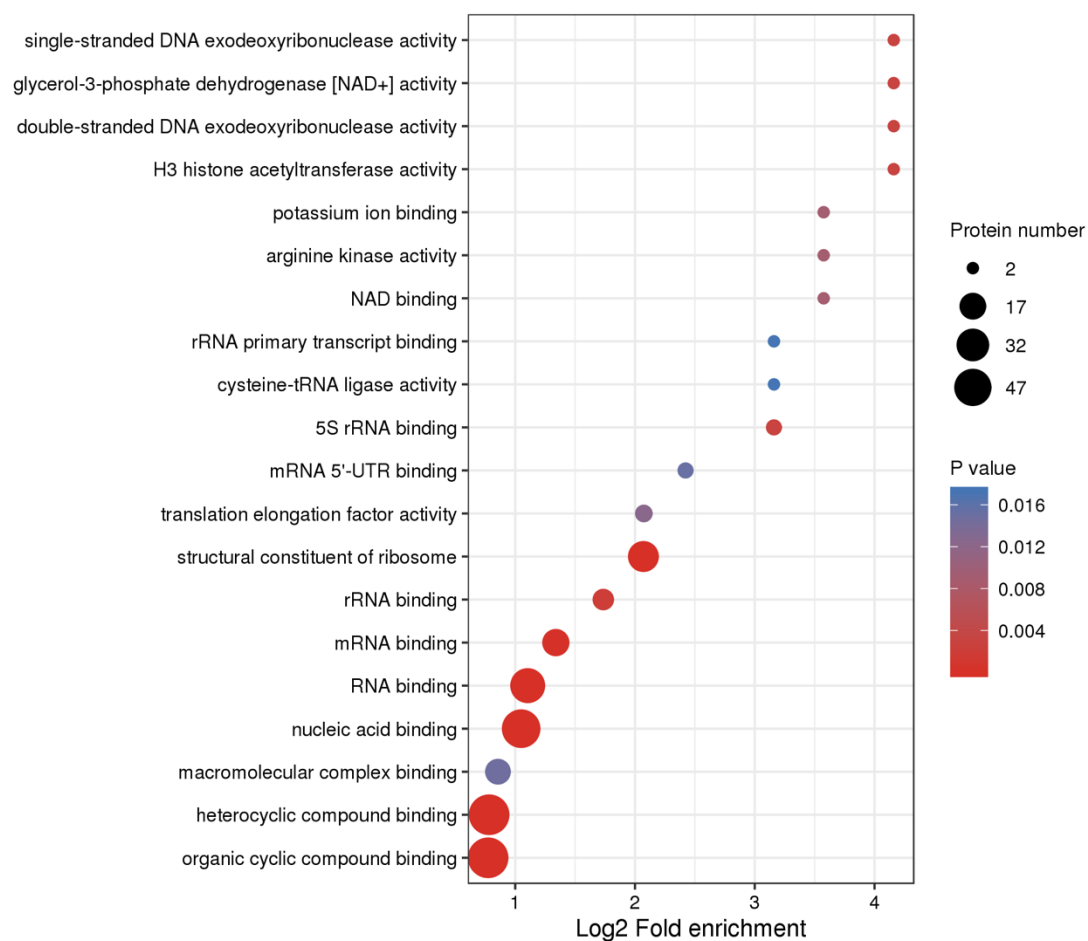 single-stranded DNA exodeoxyribonuclease activity
glycerol-3-phosphate dehydrogenase [NAD+] activity
double-stranded DNA exodeoxyribonuclease activity
H3 histone acetyltransferase activity
potassium ion binding
arginine kinase activity
NAD binding
rRNA primary transcript binding
cysteine-tRNA ligase activity
5S rRNA binding
mRNA 5'-UTR binding
translation elongation factor activity
structural constituent of ribosome
rRNA binding
mRNA binding
RNA binding
nucleic acid binding
macromolecular complex binding
heterocyclic compound binding
organic cyclic compound binding
1 2 3 4
Log2 Fold enrichment
Protein number
2
17
32
47
P value
0.016
0.012
0.008
0.004